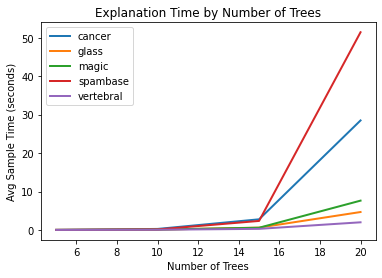 Explanation Time by Number of Trees
cancer
glass
magic
spambase
vertebral
Avg Sample Time (seconds)
50
40
30
20
10
0
6 8 10 12 14 16 18 20
Number of Trees